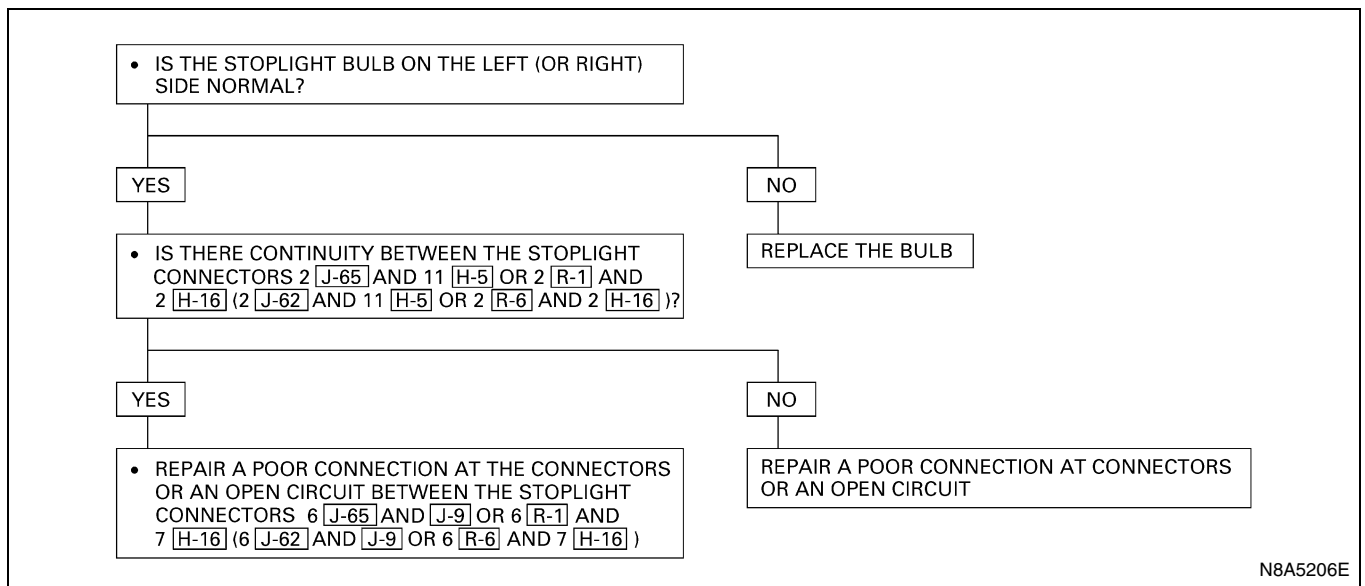 • IS THE STOPLIGHT BULB ON THE LEFT (OR RIGHT)
SIDE NORMAL?
YES
NO
• IS THERE CONTINUITY BETWEEN THE STOPLIGHT
CONNECTORS 2 J-65 AND 11 H-5 OR 2 R-1 AND
2 H-16 (2 J-62 AND 11 H-5 OR 2 R-6 AND 2 H-16 )?
REPLACE THE BULB
YES
NO
• REPAIR A POOR CONNECTION AT THE CONNECTORS
OR AN OPEN CIRCUIT BETWEEN THE STOPLIGHT
CONNECTORS 6 J-65 AND J-9 OR 6 R-1 AND
7 H-16 (6 J-62 AND J-9 OR 6 R-6 AND 7 H-16 )
REPAIR A POOR CONNECTION AT CONNECTORS
OR AN OPEN CIRCUIT
N8A5206E